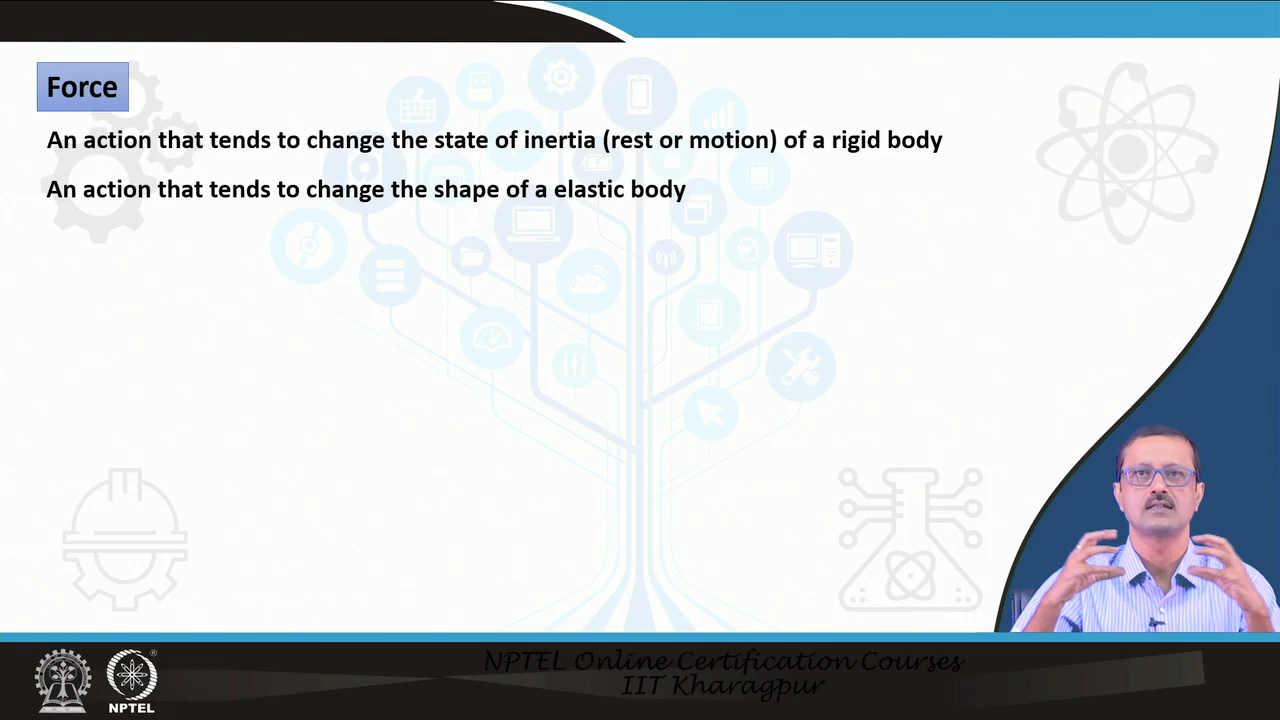 Force
An action that tends to change the state of inertia (rest or motion) of a rigid body
An action that tends to change the shape of a elastic body
NPTEL Online Certification Courses
IIT Kharagpur
NPTEL